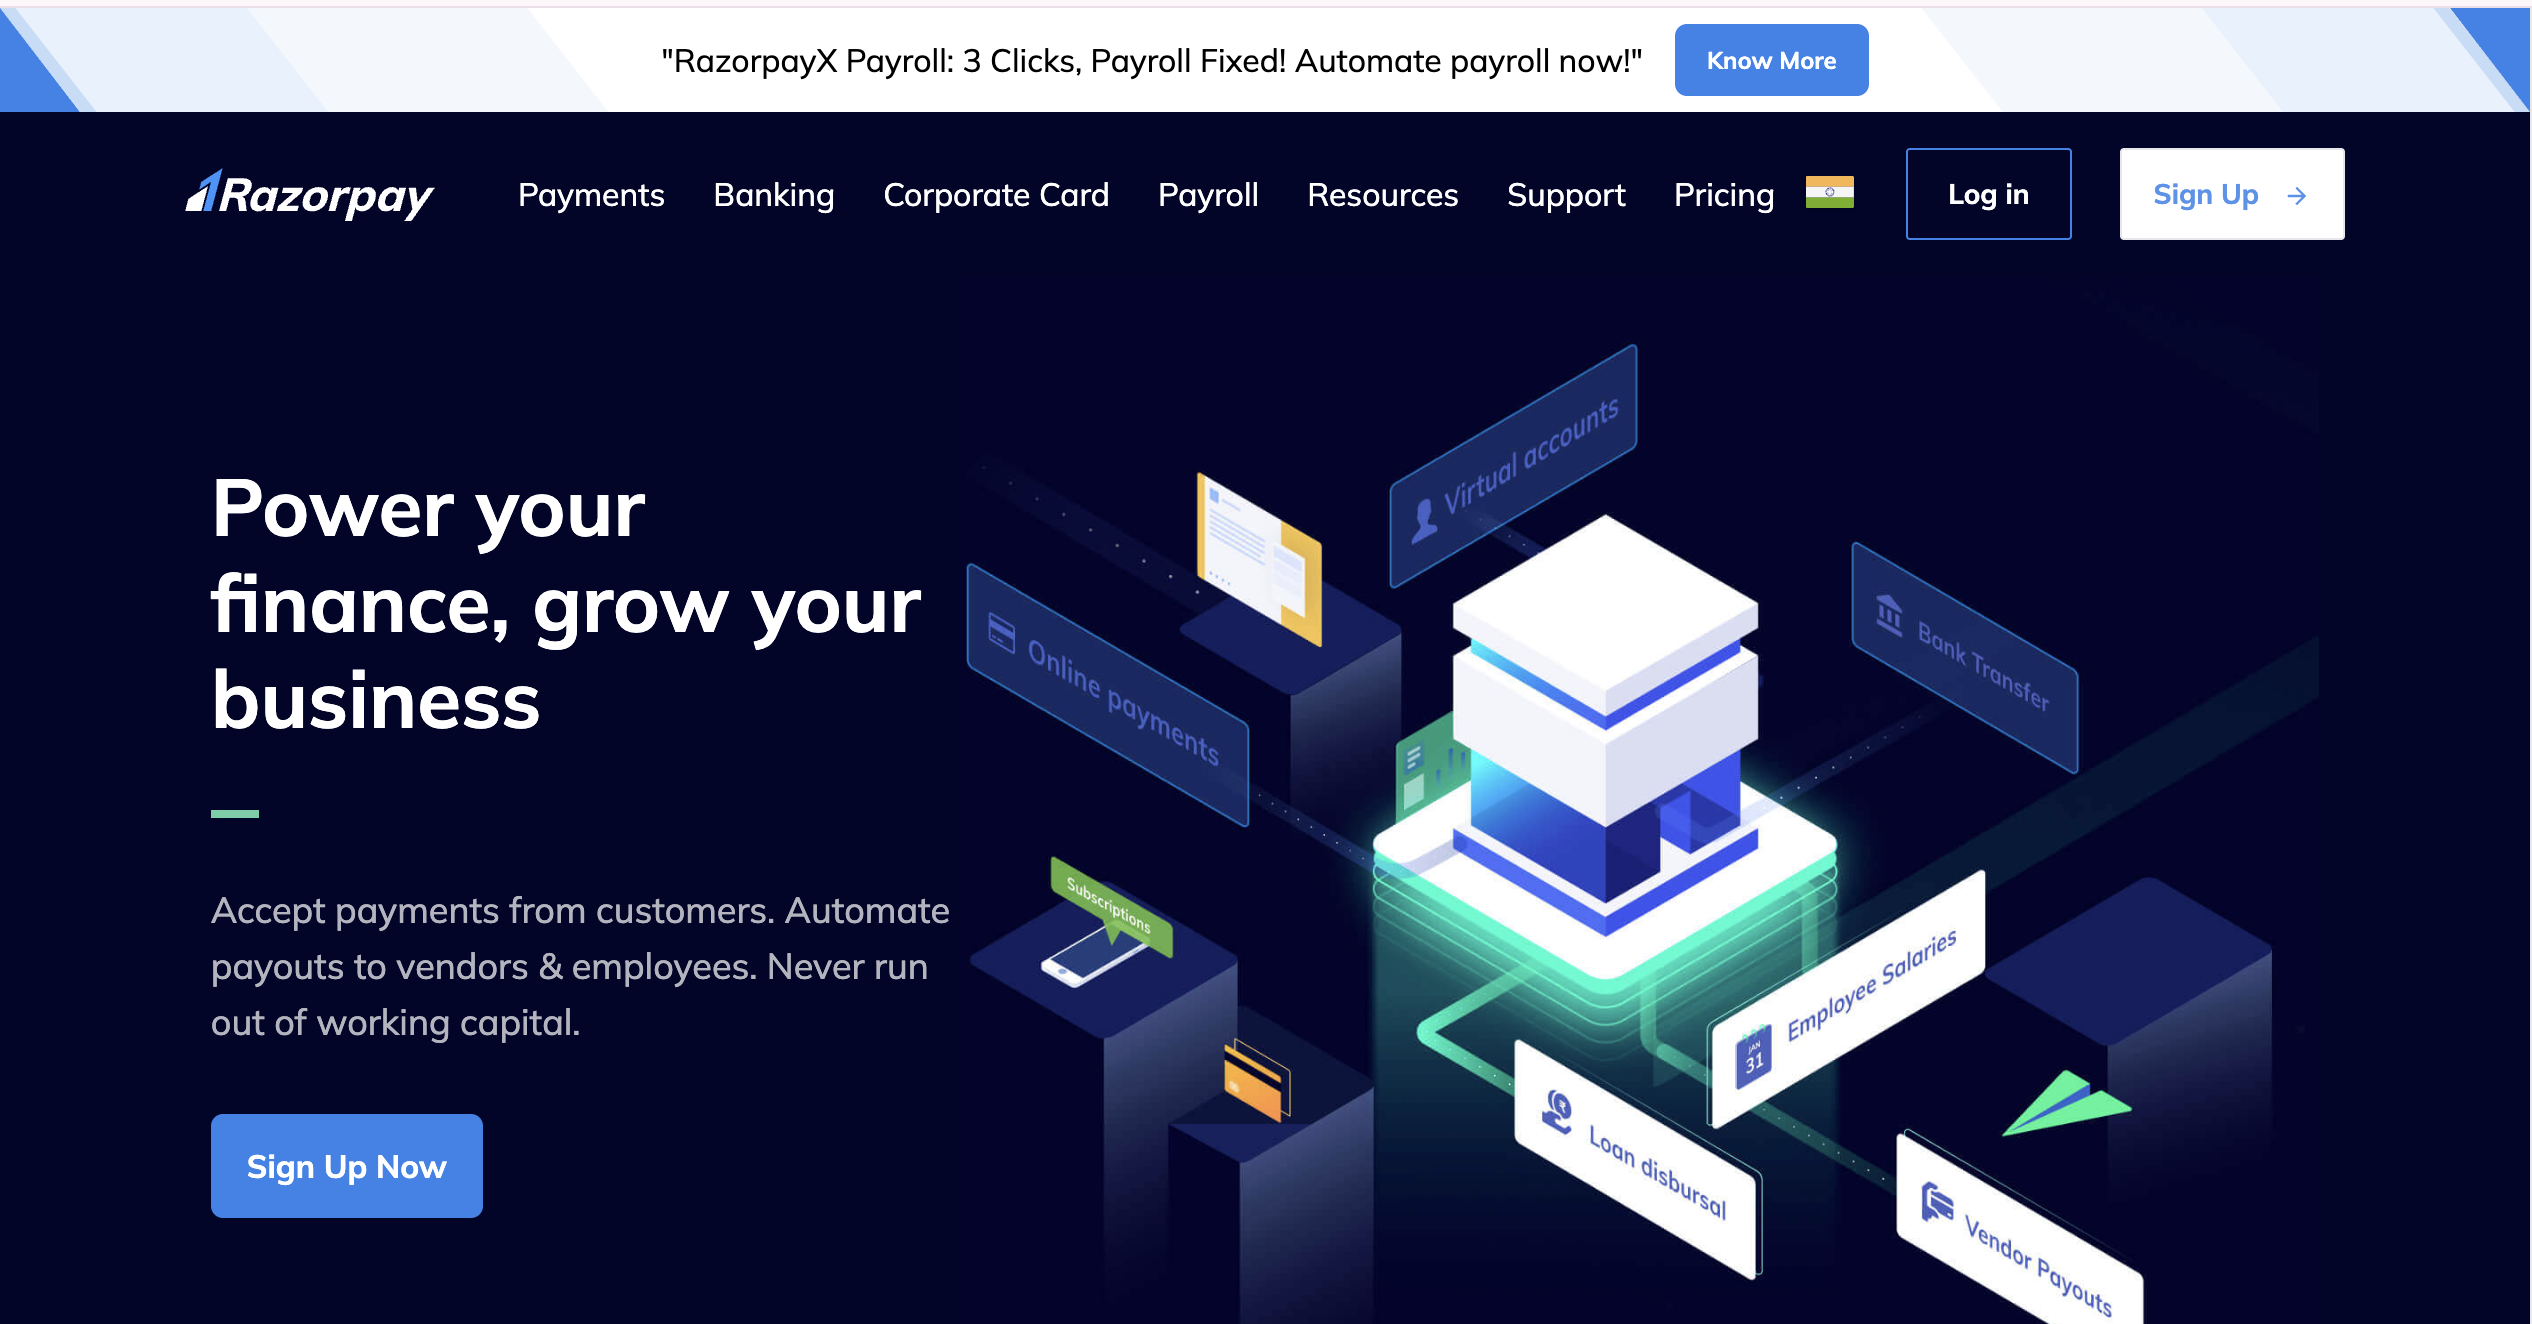 "RazorpayX Payroll: 3 Clicks, Payroll Fixed! Automate payroll now!" Know More
Razorpay Payments Banking Corporate Card Payroll Resources Support Pricing Log in Sign Up →
Power your
finance, grow your
business
Accept payments from customers. Automate
payouts to vendors & employees. Never run
out of working capital.
Sign Up Now
Virtual accounts
Online payments
Bank Transfer
Subscriptions
Employee Salaries
JAN
31
Loan disbursal
Vendor Payouts